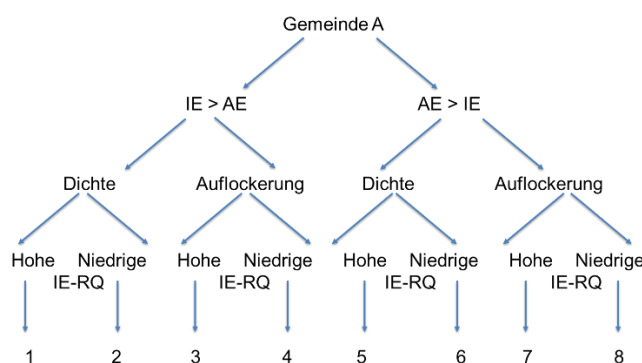 Gemeinde A
IE > AE
AE > IE
Dichte
Auflockerung
Dichte
Auflockerung
Hohe Niedrige
IE-RQ
Hohe Niedrige
IE-RQ
Hohe Niedrige
IE-RQ
Hohe Niedrige
IE-RQ
1 2 3 4 5 6 7 8